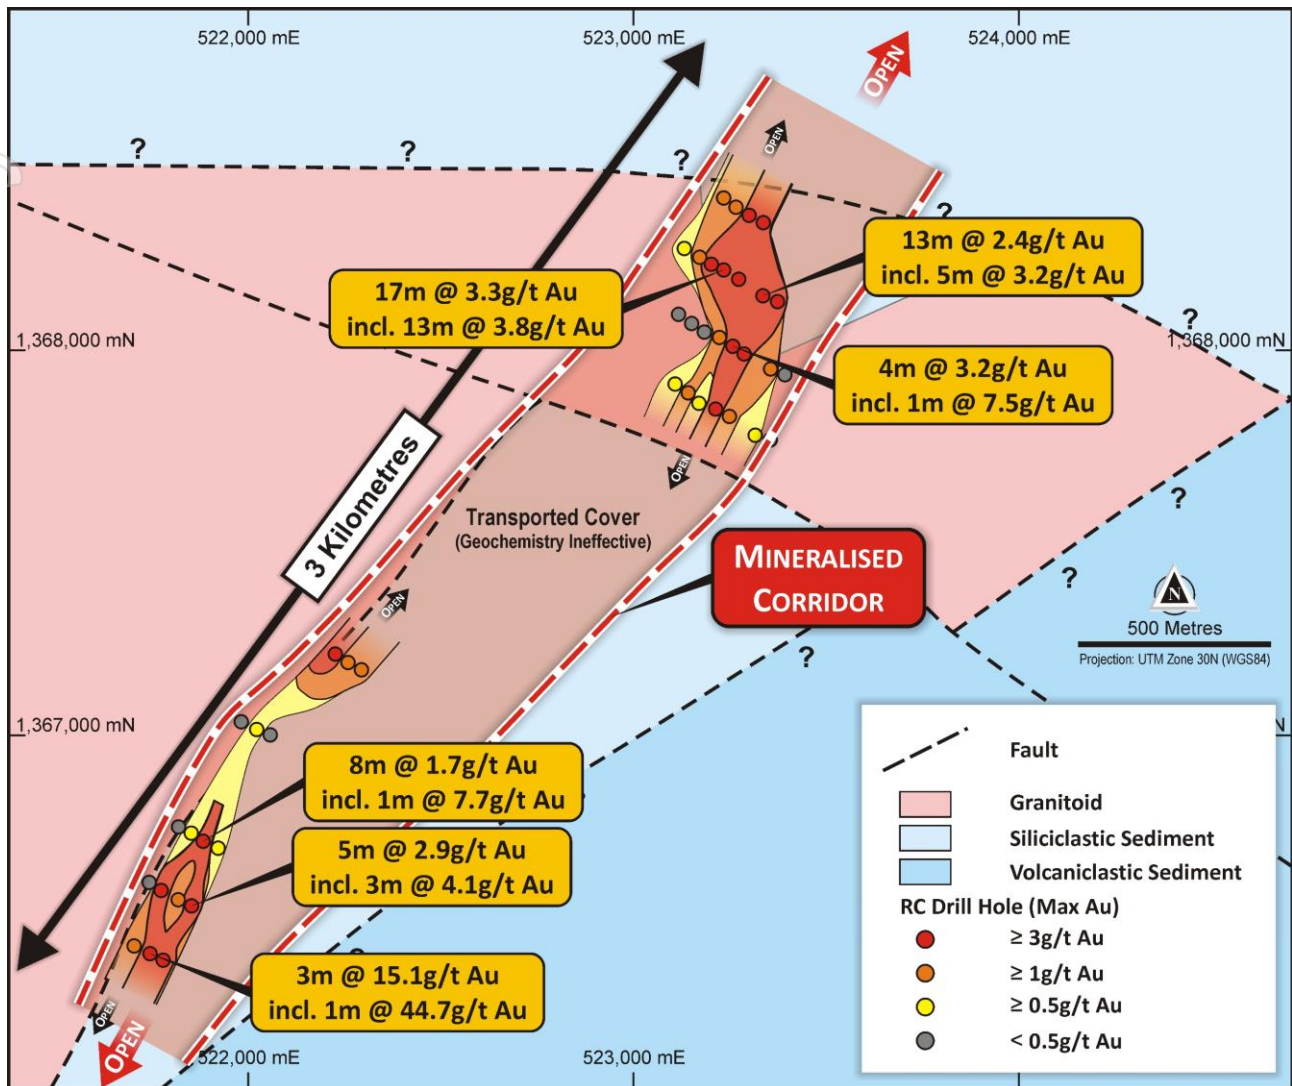 522,000 mE
523,000 mE
524,000 mE
OPEN
OPEN
?
?
?
?
13m @ 2.4g/t Au
incl. 5m @ 3.2g/t Au
17m @ 3.3g/t Au
incl. 13m @ 3.8g/t Au
?
1,368,000 mN
1,368,000 mN
4m @ 3.2g/t Au
incl. 1m @ 7.5g/t Au
3 Kilometres
OPEN
?
Transported Cover
(Geochemistry Ineffective)
MINERALISED
CORRIDOR
?
OPEN
N
500 Metres
Projection: UTM Zone 30N (WGS84)
?
1,367,000 mN
N
8m @ 1.7g/t Au
incl. 1m @ 7.7g/t Au
5m @ 2.9g/t Au
incl. 3m @ 4.1g/t Au
?
3m @ 15.1g/t Au
incl. 1m @ 44.7g/t Au
OPEN
OPEN
522,000 mE
523,000 mE
Fault
Granitoid
Siliciclastic Sediment
Volcaniclastic Sediment
RC Drill Hole (Max Au)
≥ 3g/t Au
≥ 1g/t Au
≥ 0.5g/t Au
< 0.5g/t Au